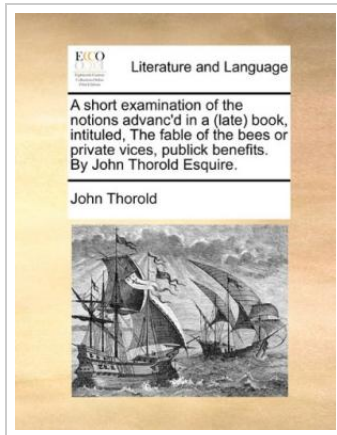 ECCO
Literature and Language
A short examination of the
notions advanc'd in a (late) book,
intituled, The fable of the bees or
private vices, publick benefits.
By John Thorold Esquire.
John Thorold